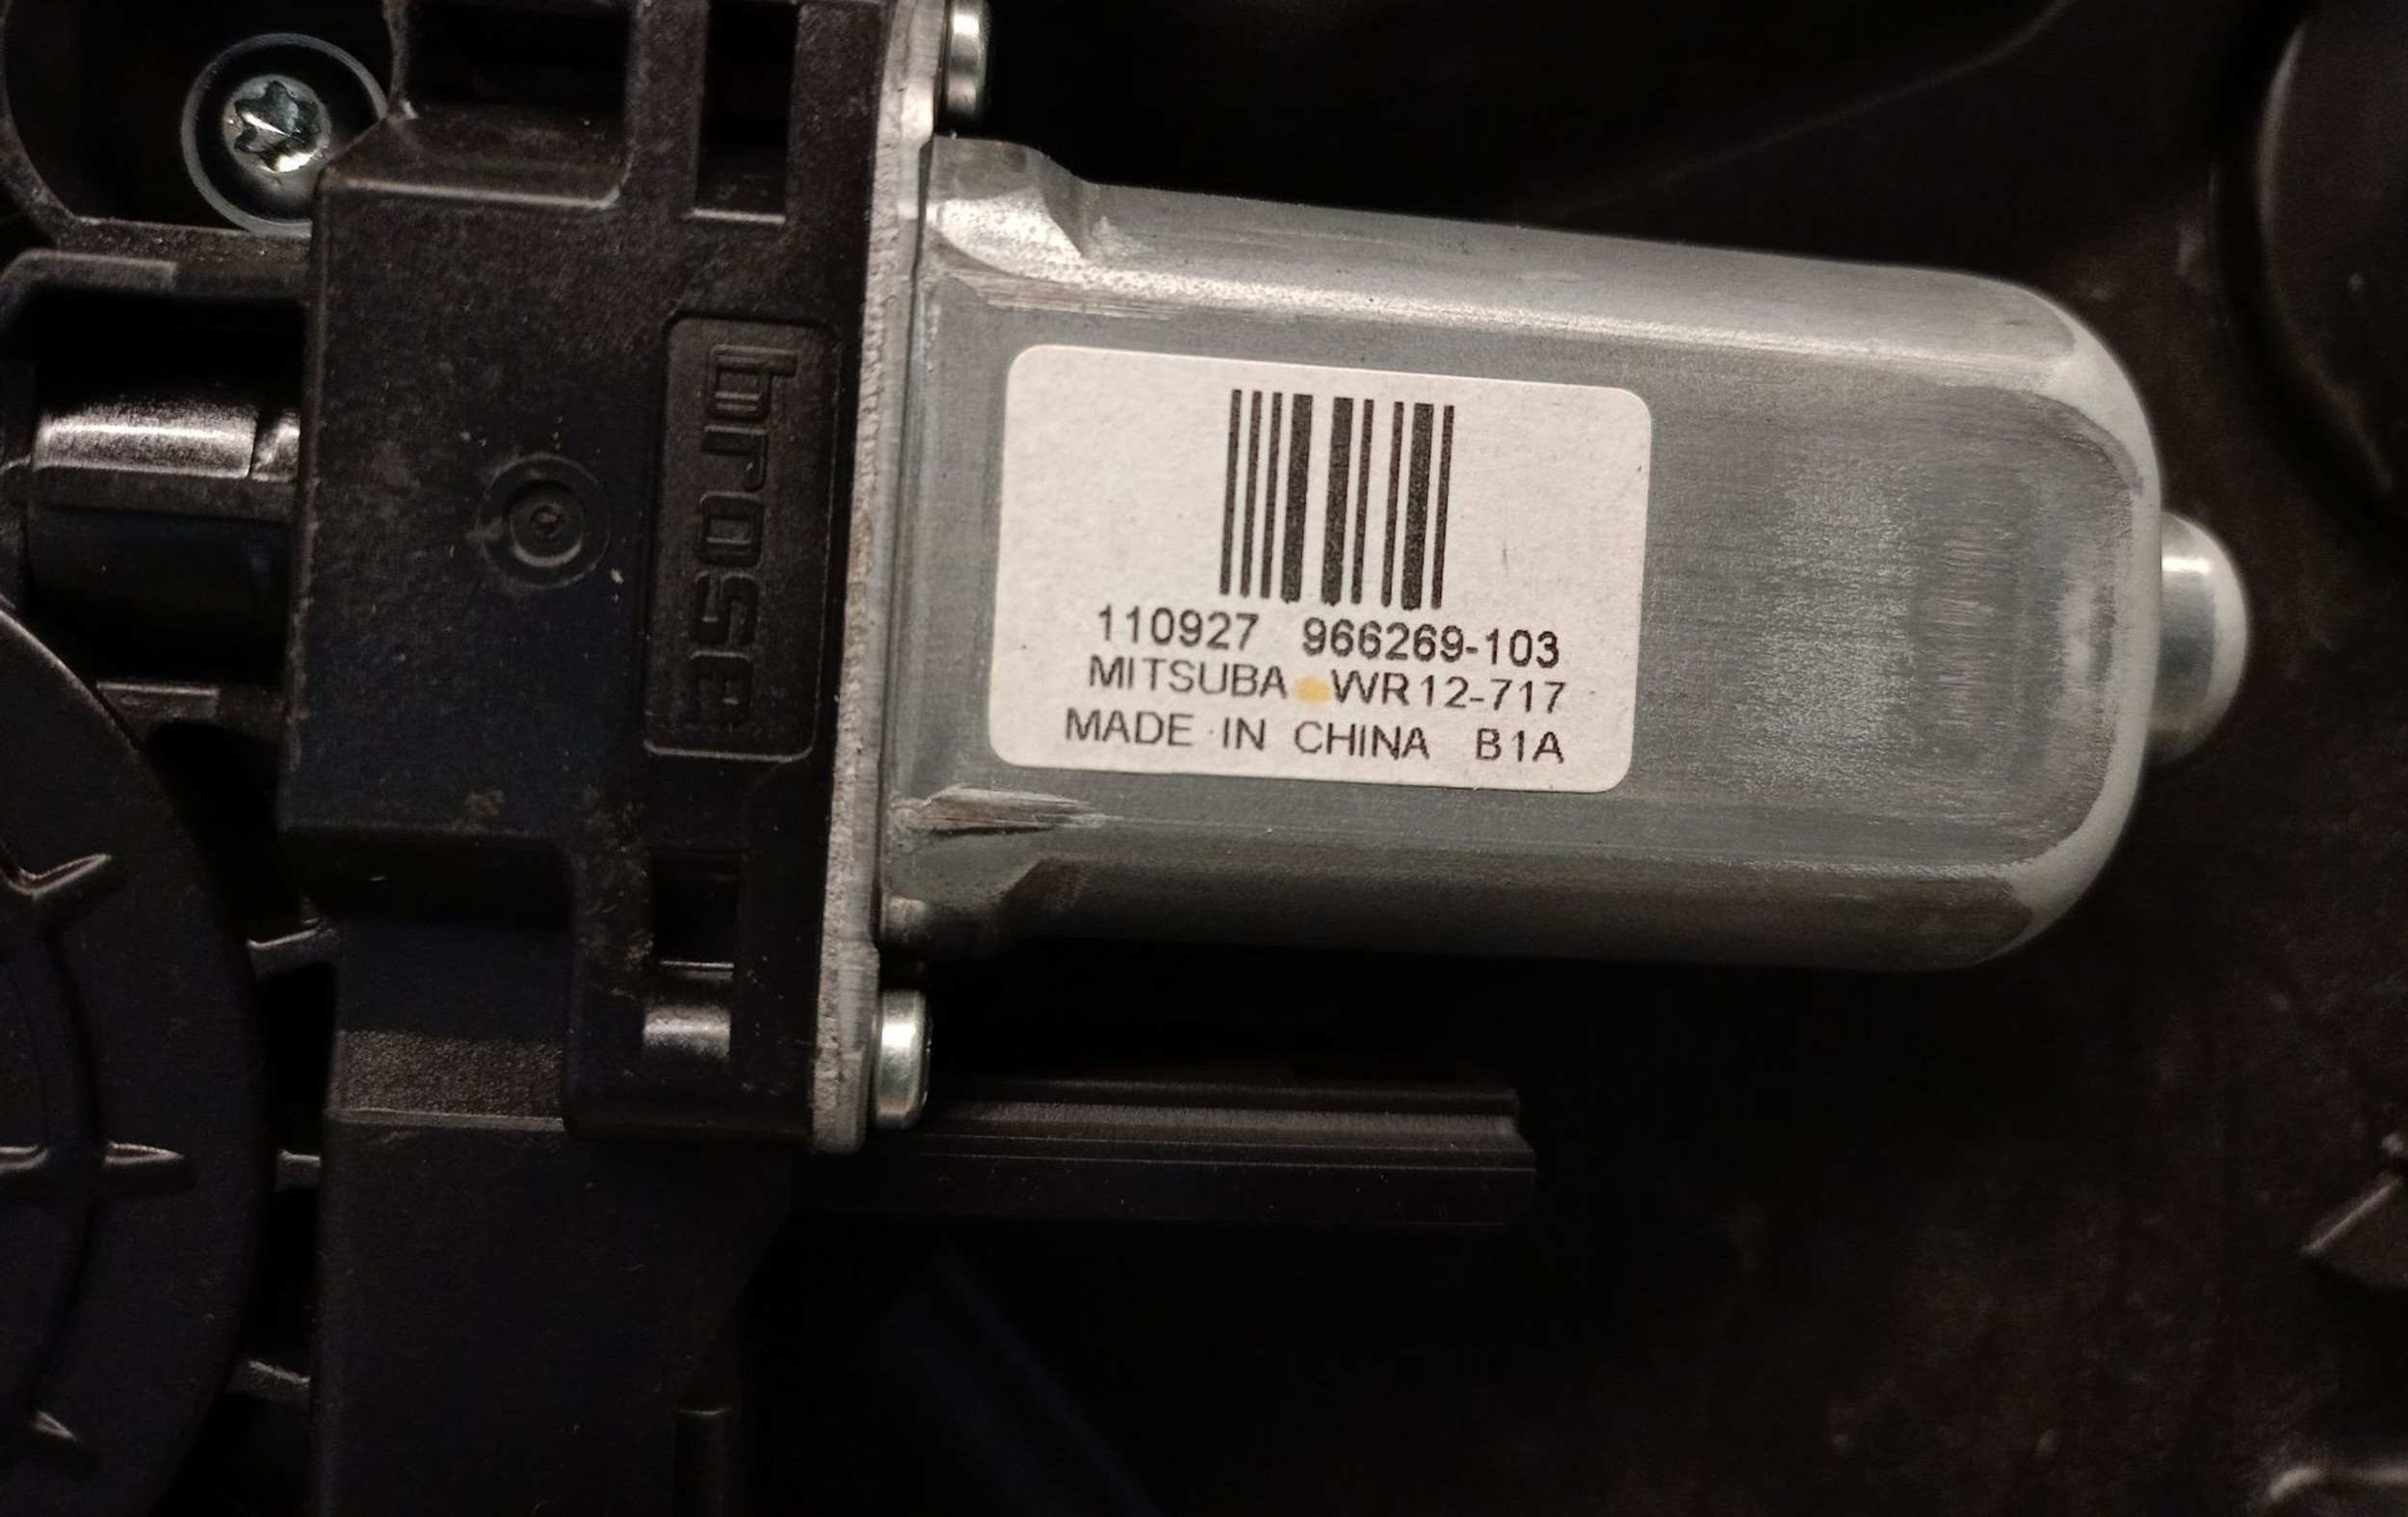 brose
110927 966269-103
MITSUBA WR12-717
MADE IN CHINA B1A